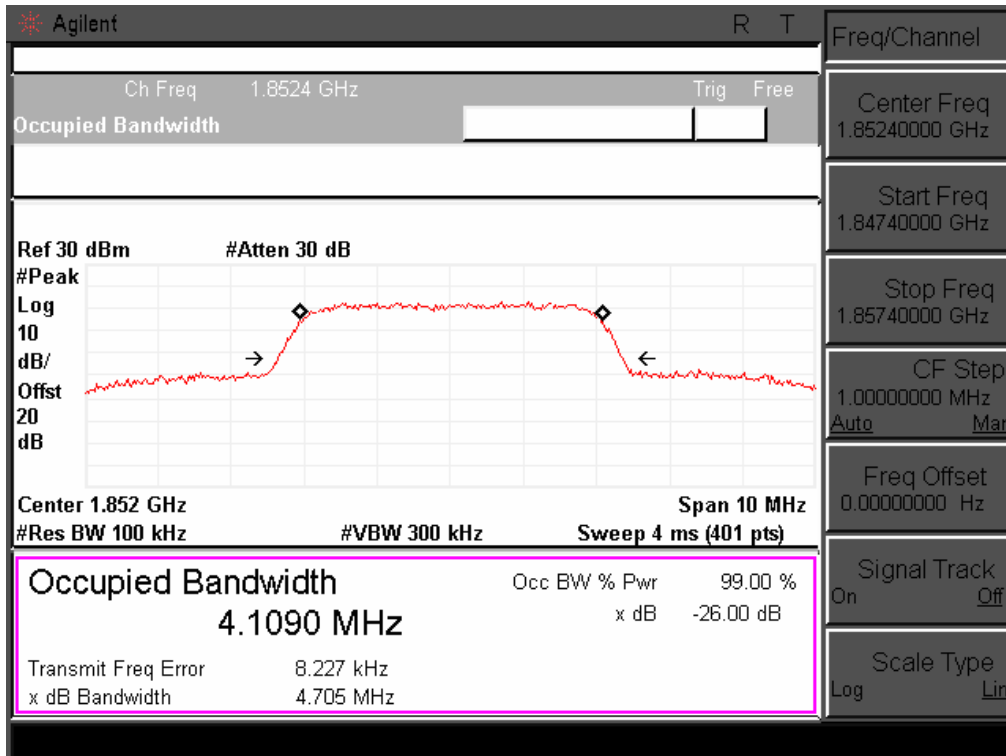 Agilent R T
Ch Freq 1.8524 GHz Trig Free
Occupied Bandwidth
Ref 30 dBm #Atten 30 dB
#Peak
Log
10
dB/
Offst
20
dB
Center 1.852 GHz Span 10 MHz
#Res BW 100 kHz #VBW 300 kHz Sweep 4 ms (401 pts)
Occupied Bandwidth
4.1090 MHz
Occ BW % Pwr 99.00 %
x dB -26.00 dB
Transmit Freq Error 8.227 kHz
x dB Bandwidth 4.705 MHz
Freq/Channel
Center Freq
1.85240000 GHz
Start Freq
1.84740000 GHz
Stop Freq
1.85740000 GHz
CF Step
1.00000000 MHz
Auto Man
Freq Offset
0.00000000 Hz
Signal Track
On Off
Scale Type
Log Lin